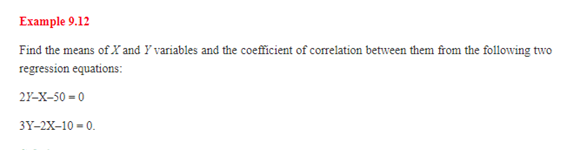 Example 9.12
Find the means of X and Y variables and the coefficient of correlation between them from the following two
regression equations:
2Y–X–50 = 0
3Y–2X–10 = 0.